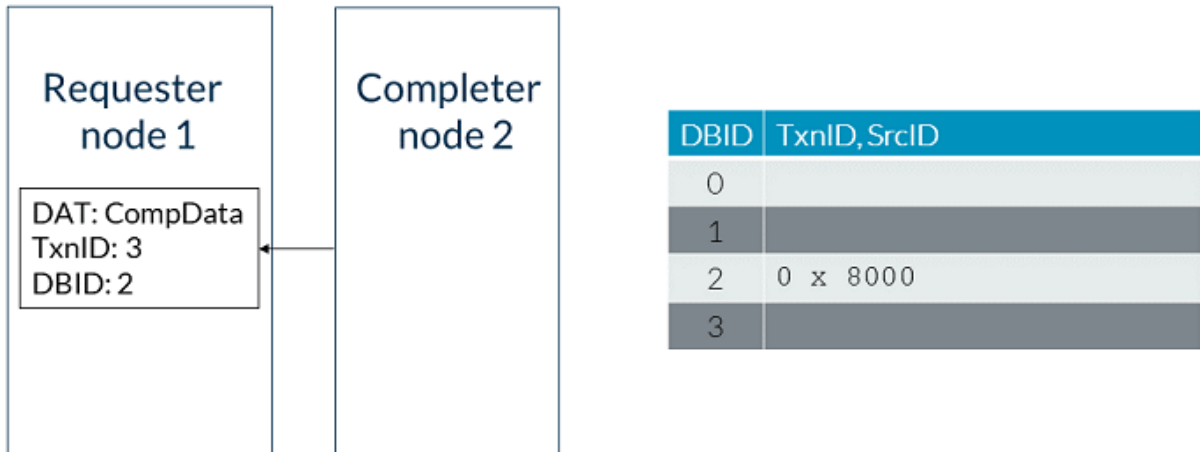 Requester
node 1
DAT: CompData
TxnID: 3
DBID: 2
Completer
node 2
DBID TxnID, SrcID
0
1
2 0 x 8000
3